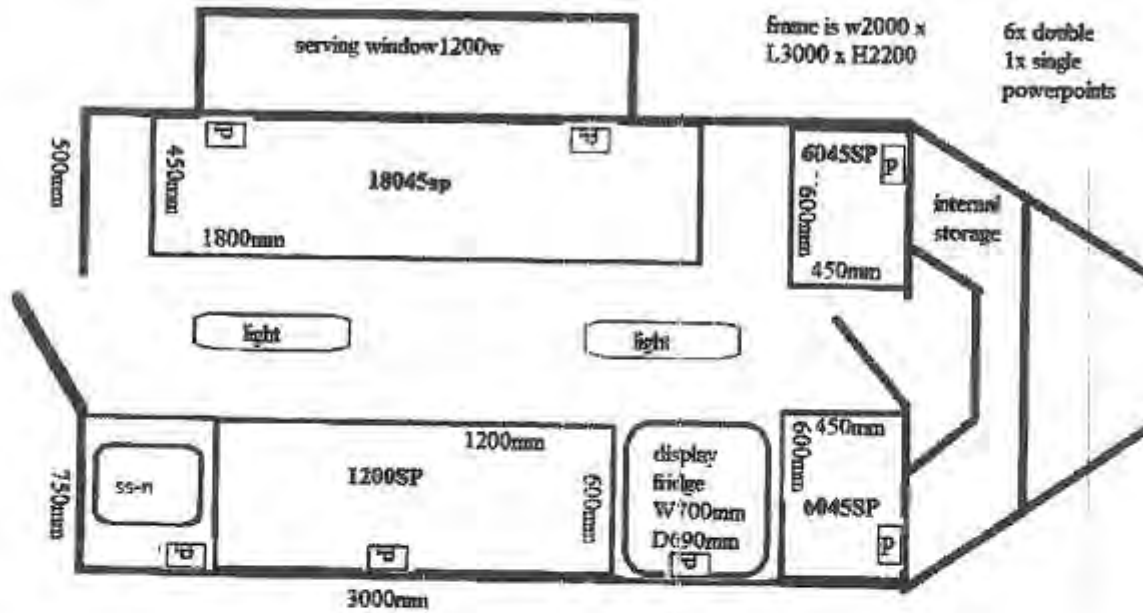 serving window1200w
frame is w2000 x
L3000 x H2200
6x double
1x single
powerpoints
500mm
P
P
450mm
18045sp
1800mm
6045SP
P
600mm
450mm
internal
storage
light
light
750mm
ss-m
P
1200mm
1200SP
600mm
P
display
fridge
W700mm
D690mm
P
450mm
600mm
6045SP
P
3000mm